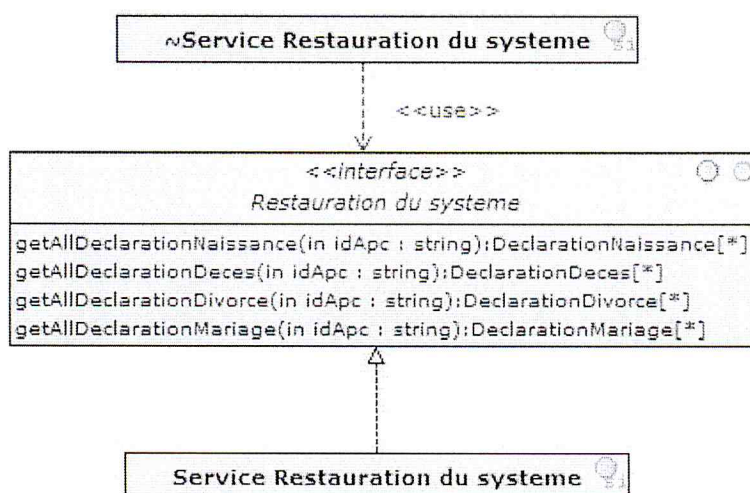 ~Service Restauration du systeme
<<use>>
<<interface>>
Restauration du systeme
getAllDeclarationNaissance(in idApc : string):DeclarationNaissance[*]
getAllDeclarationDeces(in idApc : string):DeclarationDeces[*]
getAllDeclarationDivorce(in idApc : string):DeclarationDivorce[*]
getAllDeclarationMariage(in idApc : string):DeclarationMariage[*]
Service Restauration du systeme